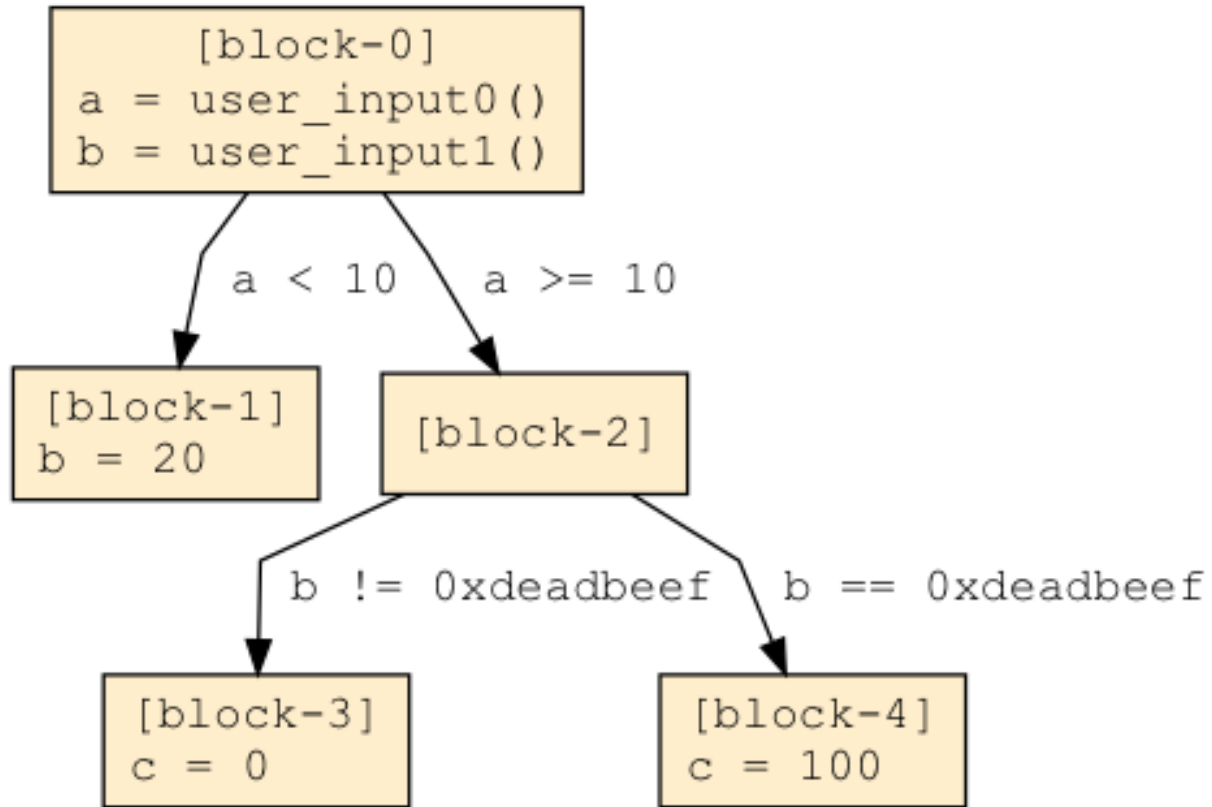 [block-0]
a = user_input0()
b = user_input1()
a < 10
a >= 10
[block-1]
b = 20
[block-2]
b != 0xdeadbeef
b == 0xdeadbeef
[block-3]
c = 0
[block-4]
c = 100